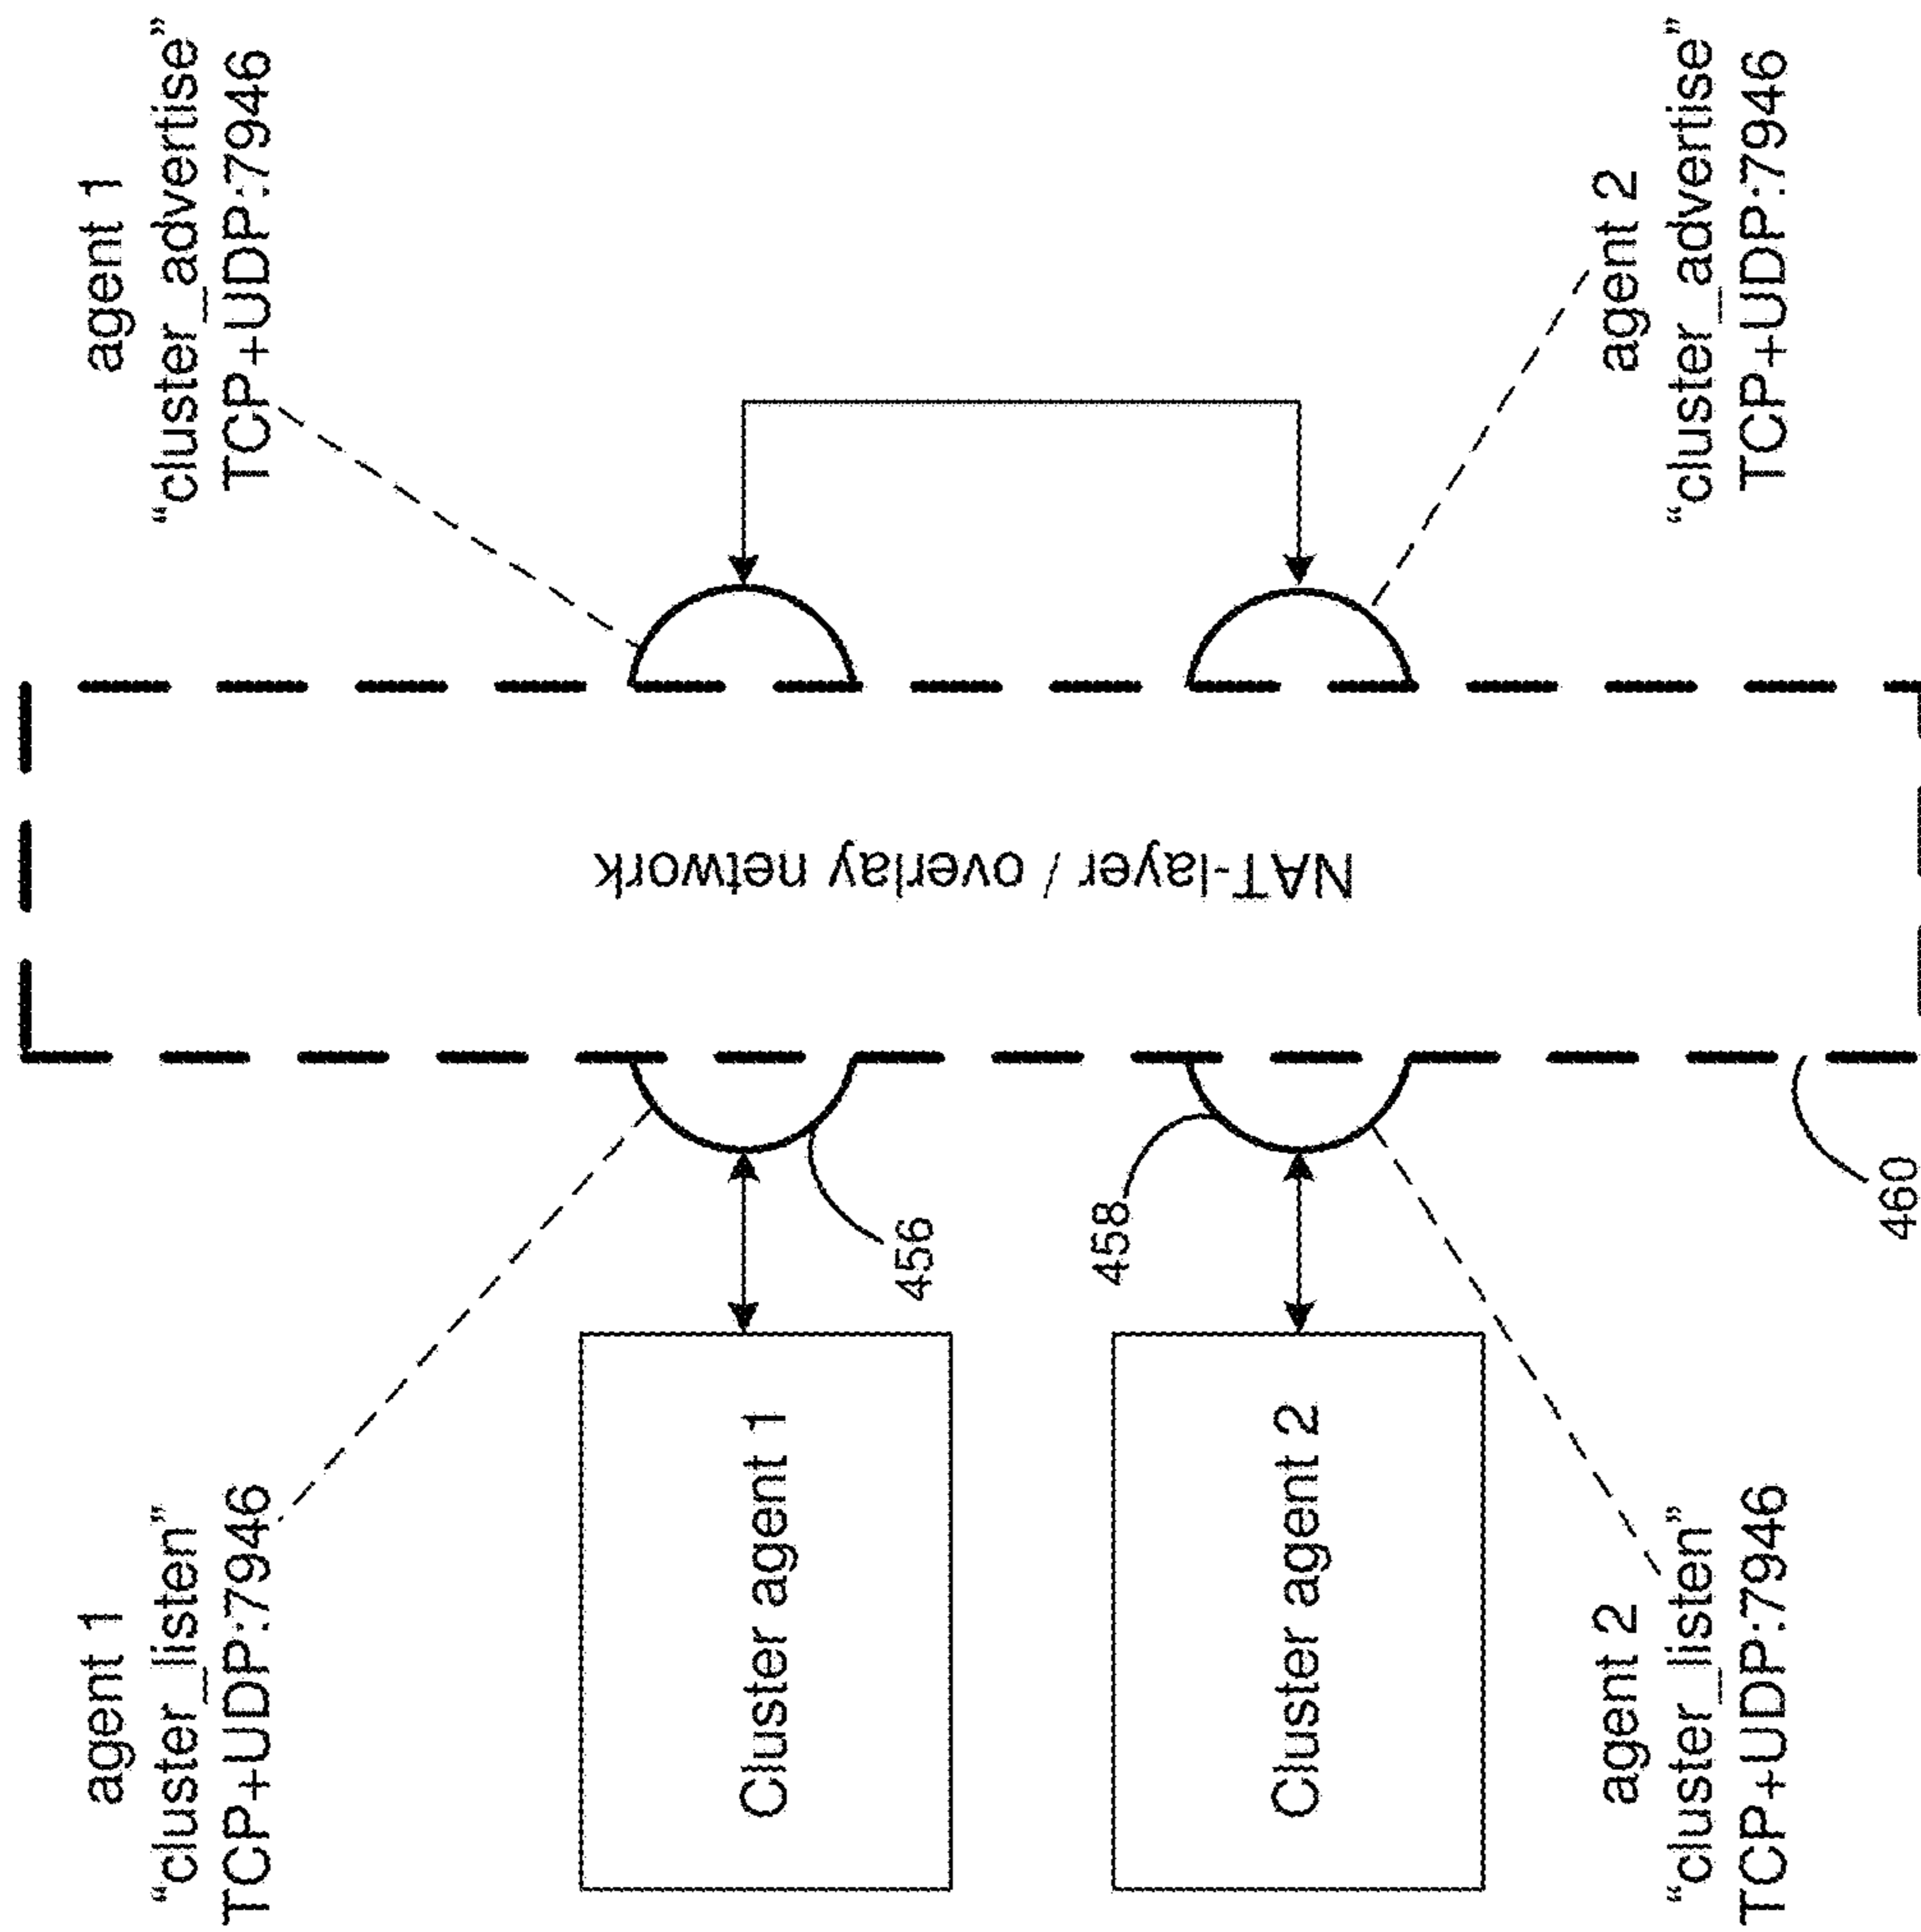 agent 1
“cluster_listen”
TCP+UDP:7946
agent 1
“cluster_advertise”
TCP+UDP:7946
Cluster agent 1
456
NAT-layer / overlay network
458
Cluster agent 2
agent 2
“cluster_listen”
TCP+UDP:7946
460
agent 2
“cluster_advertise”
TCP+UDP:7946